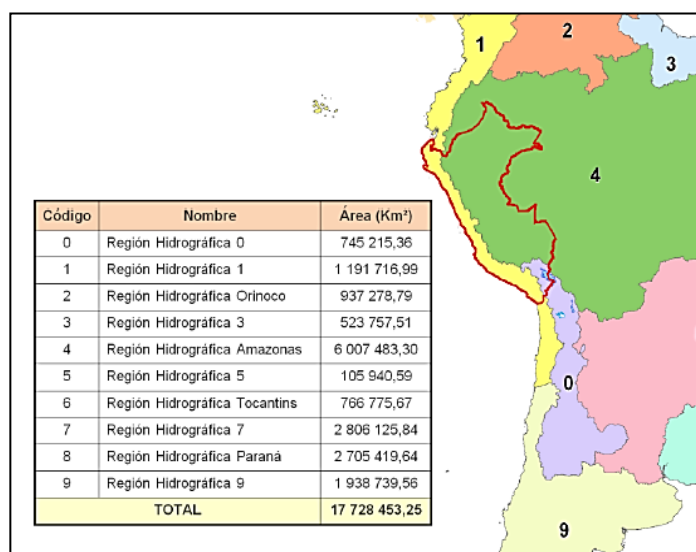 1
2
3
4
0
9
Código Nombre Área (Km²)
0 Región Hidrográfica 0 745 215,36
1 Región Hidrográfica 1 1 191 716,99
2 Región Hidrográfica Orinoco 937 278,79
3 Región Hidrográfica 3 523 757,51
4 Región Hidrográfica Amazonas 6 007 483,30
5 Región Hidrográfica 5 105 940,59
6 Región Hidrográfica Tocantins 766 775,67
7 Región Hidrográfica 7 2 806 125,84
8 Región Hidrográfica Paraná 2 705 419,64
9 Región Hidrográfica 9 1 938 739,56
TOTAL 17 728 453,25